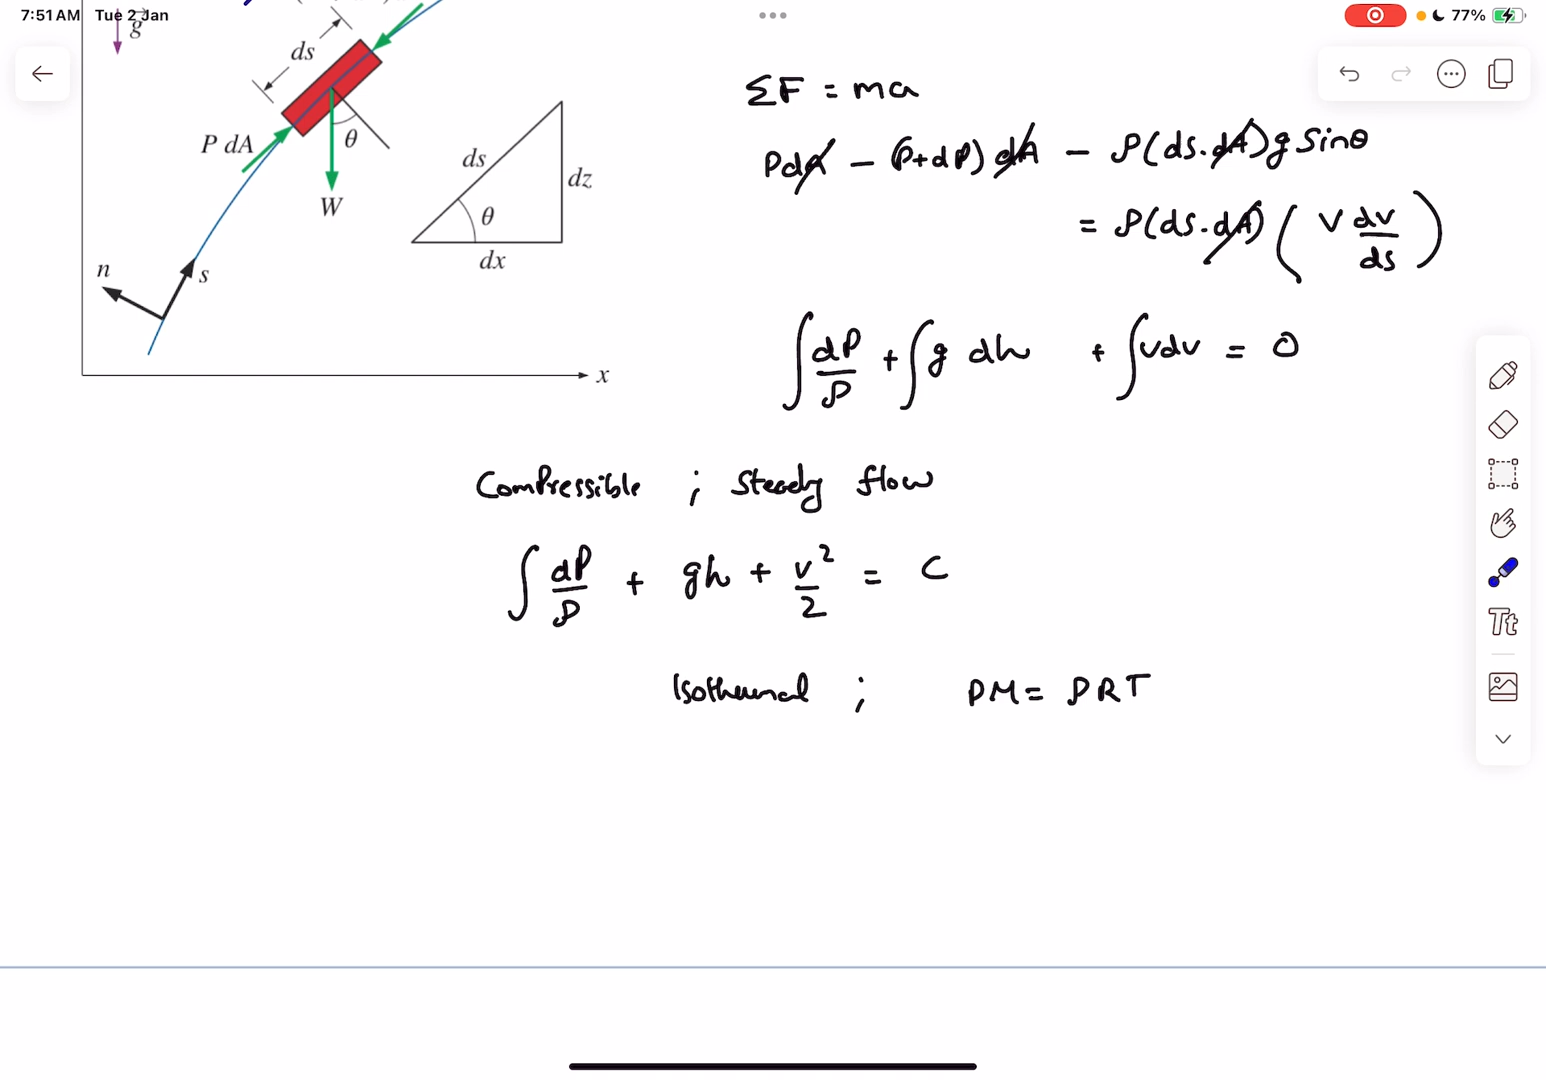 7:51 AM Tue 2 Jan
77%
g
ds
P dA
θ
W
n
s
x
ds
dz
θ
dx
ΣF = ma
PdA − (P+dP) dA − ρ(ds.dA) g Sinθ
= ρ(ds.dA) ( V dv/ds )
∫ dP/ρ + ∫ g dh + ∫ vdv = 0
Compressible ; Steady flow
∫ dP/ρ + gh + v²/2 = C
Isothermal ; PM = ρRT
Tt